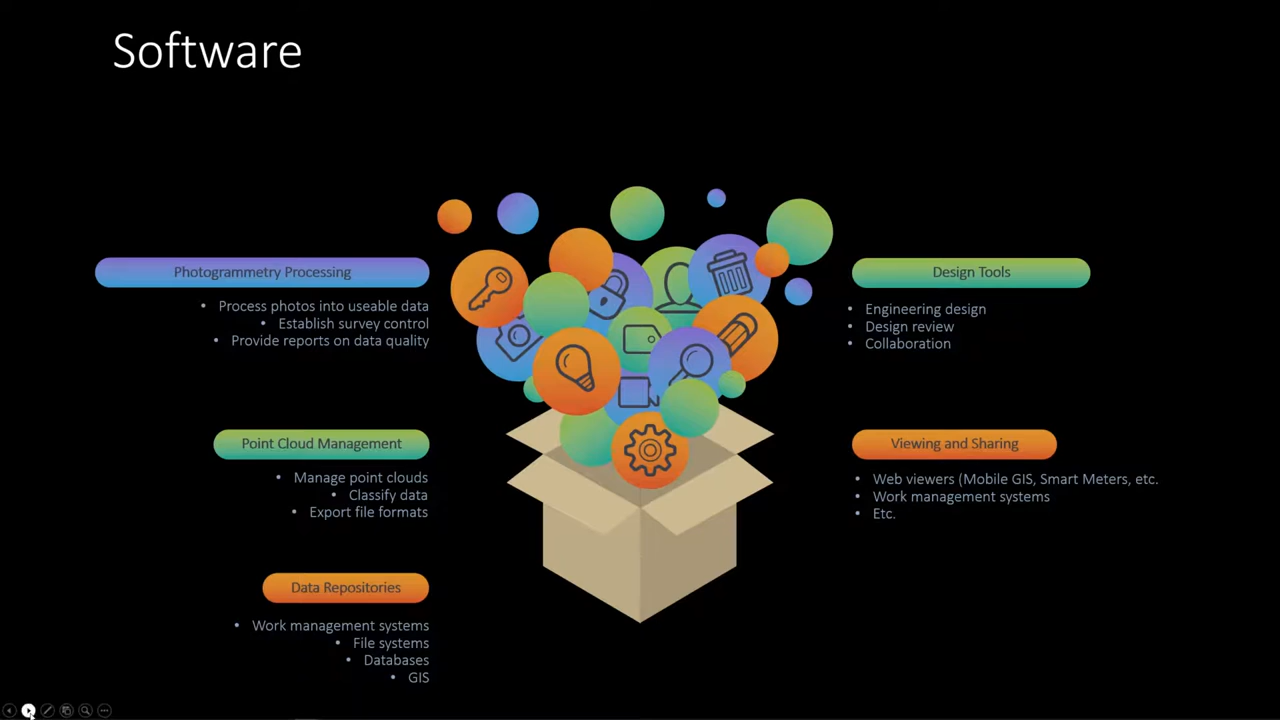 Software
Photogrammetry Processing
• Process photos into useable data
• Establish survey control
• Provide reports on data quality
Point Cloud Management
• Manage point clouds
• Classify data
• Export file formats
Data Repositories
• Work management systems
• File systems
• Databases
• GIS
Design Tools
• Engineering design
• Design review
• Collaboration
Viewing and Sharing
• Web viewers (Mobile GIS, Smart Meters, etc.
• Work management systems
• Etc.